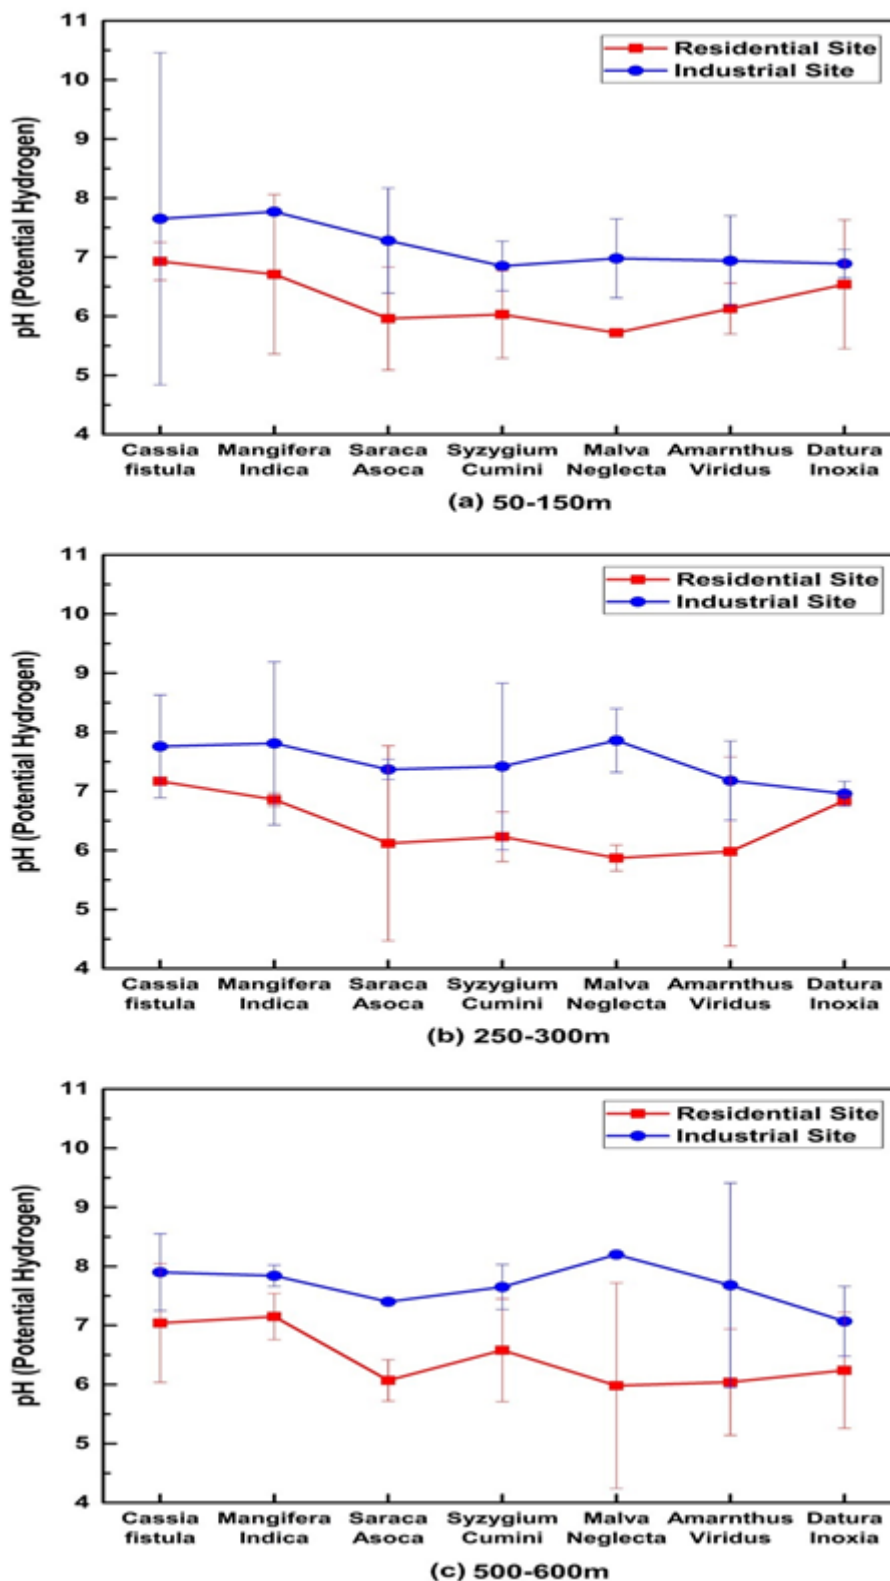 11
10
9
8
7
6
5
4
pH (Potential Hydrogen)
Residential Site
Industrial Site
Cassia fistula
Mangifera Indica
Saraca Asoca
Syzygium Cumini
Malva Neglecta
Amarnthus Viridus
Datura Inoxia
(a) 50-150m
11
10
9
8
7
6
5
4
pH (Potential Hydrogen)
Residential Site
Industrial Site
Cassia fistula
Mangifera Indica
Saraca Asoca
Syzygium Cumini
Malva Neglecta
Amarnthus Viridus
Datura Inoxia
(b) 250-300m
11
10
9
8
7
6
5
4
pH (Potential Hydrogen)
Residential Site
Industrial Site
Cassia fistula
Mangifera Indica
Saraca Asoca
Syzygium Cumini
Malva Neglecta
Amarnthus Viridus
Datura Inoxia
(c) 500-600m